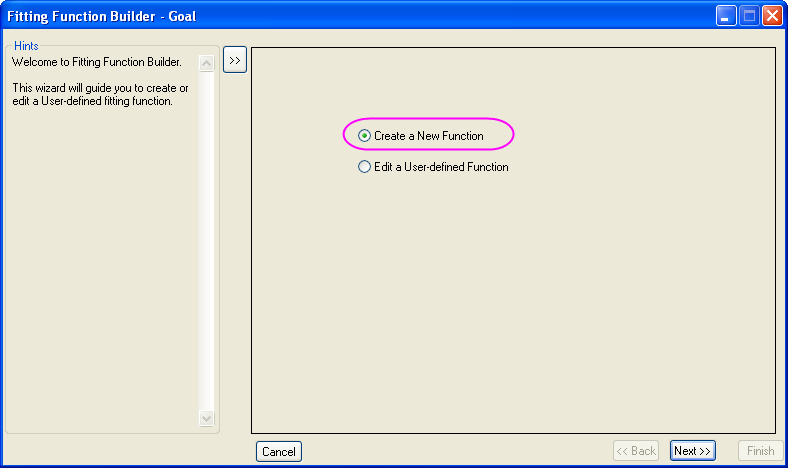 Fitting Function Builder - Goal
Hints
Welcome to Fitting Function Builder.
This wizard will guide you to create or
edit a User-defined fitting function.
>>
Create a New Function
Edit a User-defined Function
Cancel
<< Back
Next >>
Finish